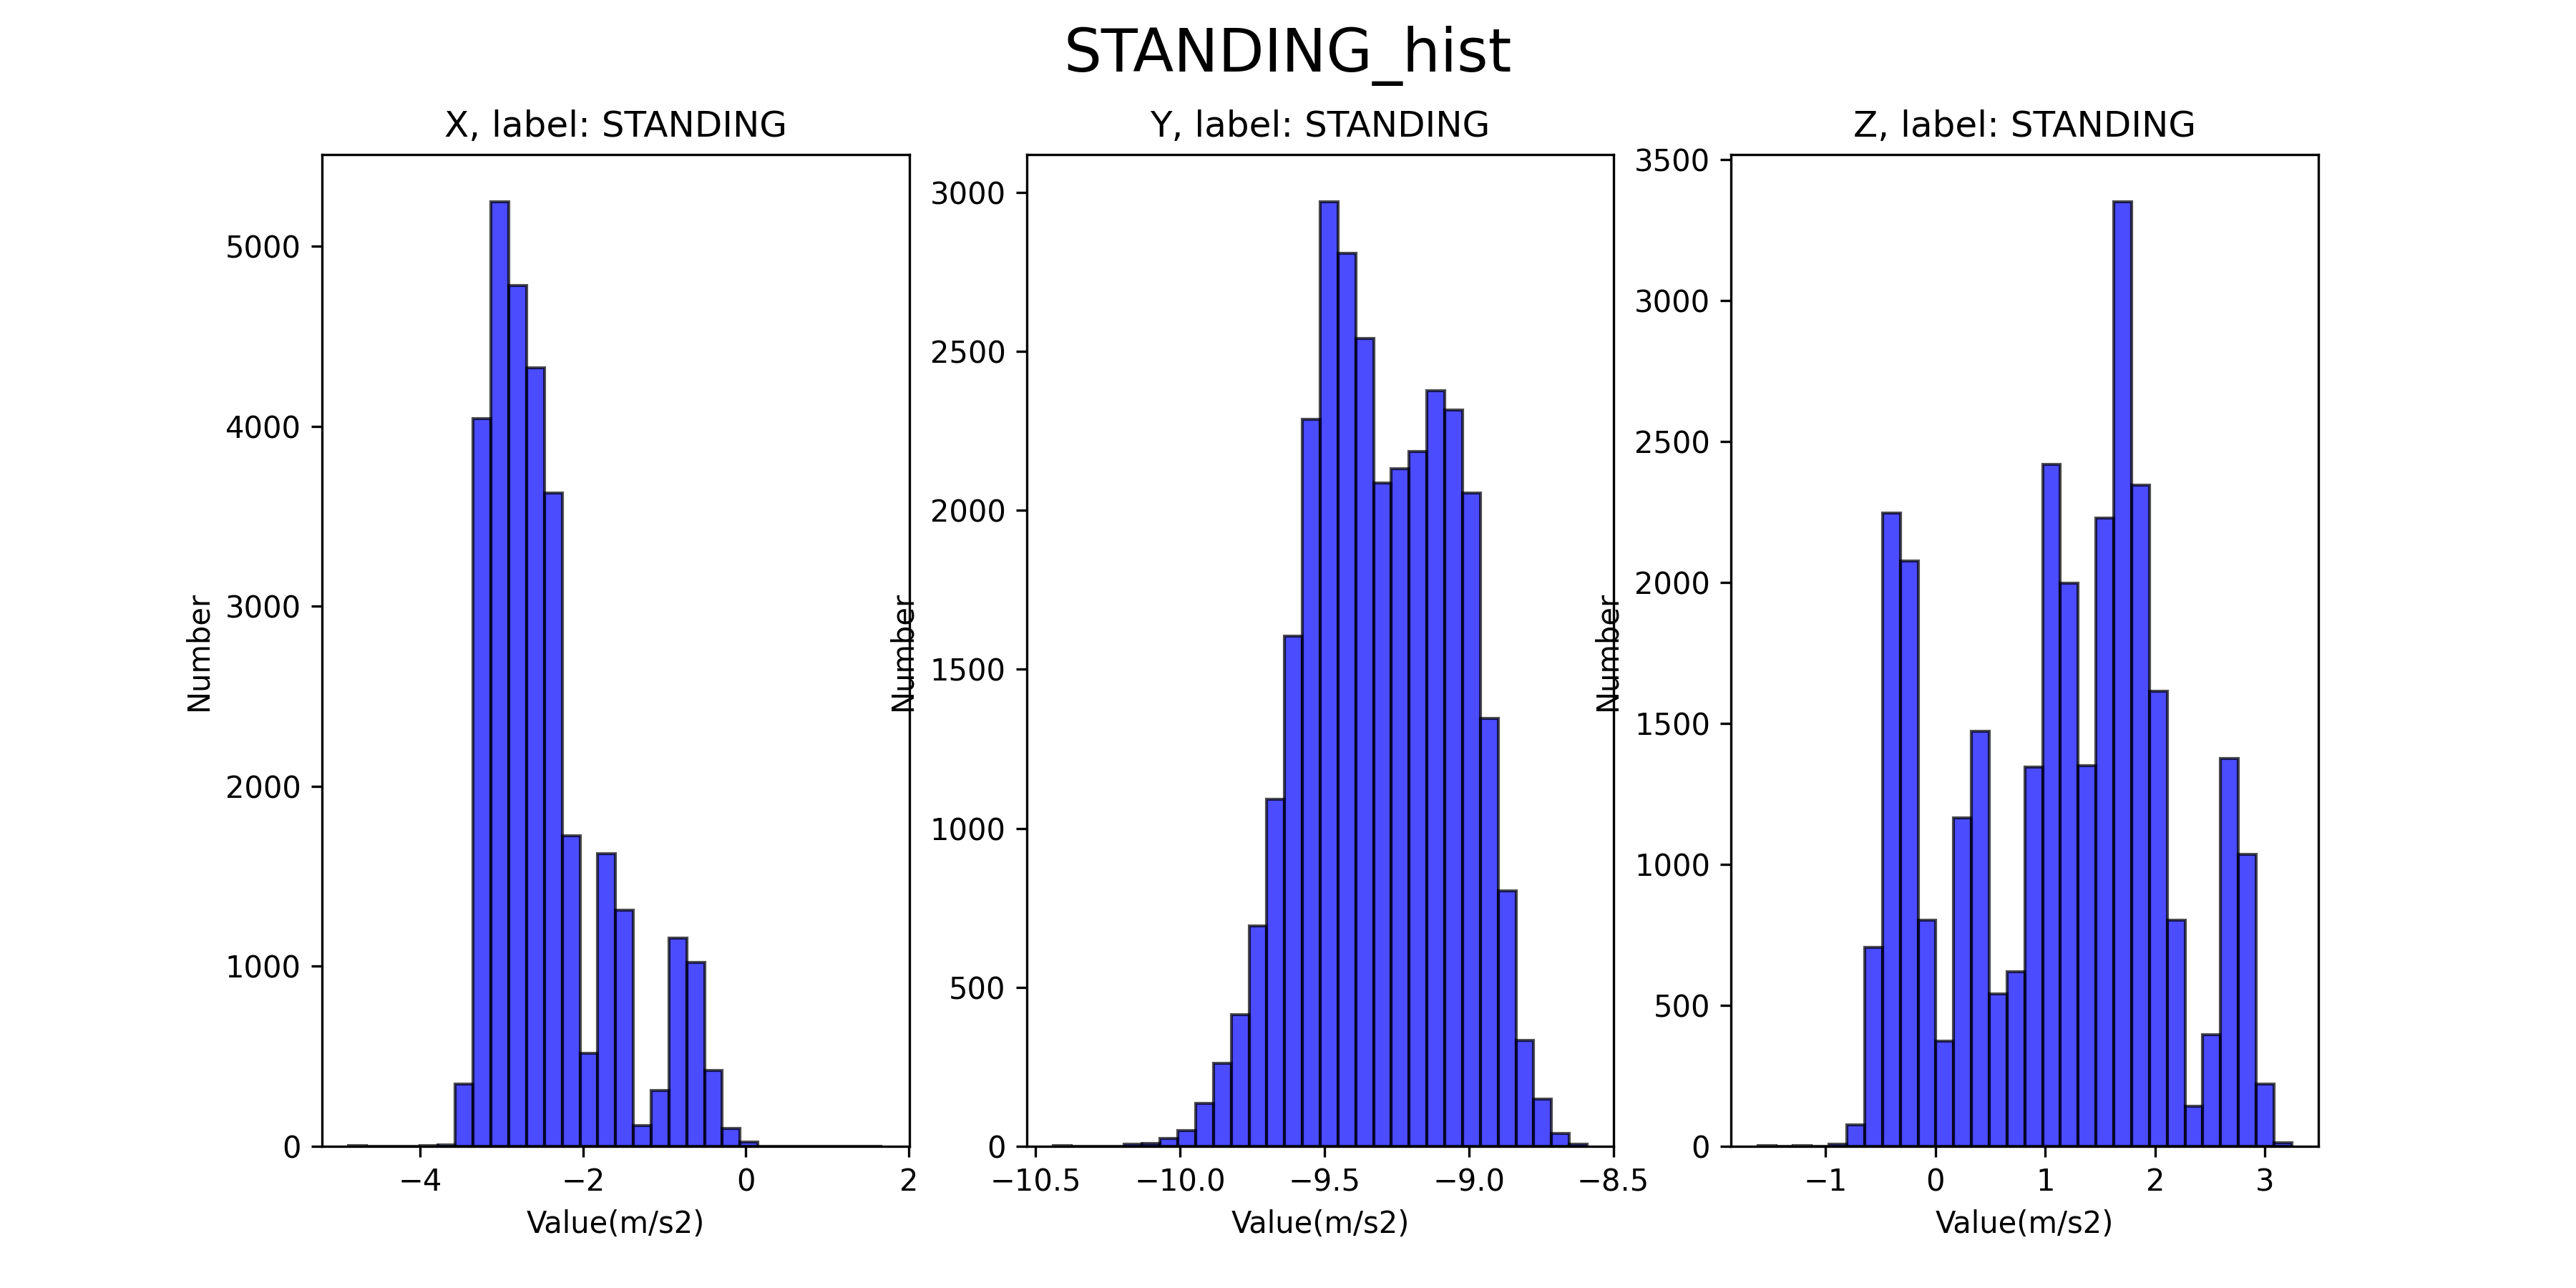 STANDING_hist
X, label: STANDING
Number
5000
4000
3000
2000
1000
0
−4 −2 0 2
Value(m/s2)
Y, label: STANDING
Number
3000
2500
2000
1500
1000
500
0
−10.5 −10.0 −9.5 −9.0 −8.5
Value(m/s2)
Z, label: STANDING
Number
3500
3000
2500
2000
1500
1000
500
0
−1 0 1 2 3
Value(m/s2)